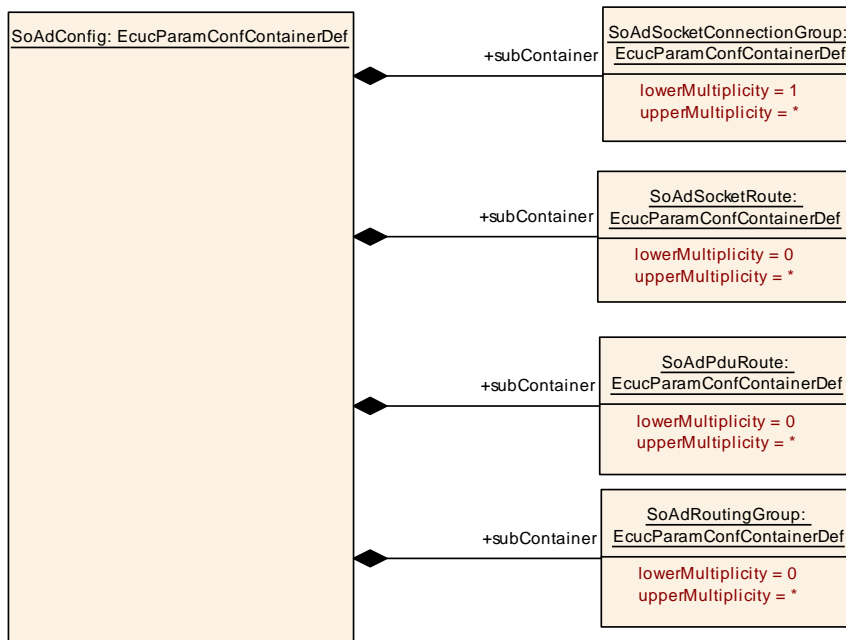 SoAdConfig: EcucParamConfContainerDef
+subContainer
SoAdSocketConnectionGroup:
EcucParamConfContainerDef
lowerMultiplicity = 1
upperMultiplicity = *
+subContainer
SoAdSocketRoute:
EcucParamConfContainerDef
lowerMultiplicity = 0
upperMultiplicity = *
+subContainer
SoAdPduRoute:
EcucParamConfContainerDef
lowerMultiplicity = 0
upperMultiplicity = *
+subContainer
SoAdRoutingGroup:
EcucParamConfContainerDef
lowerMultiplicity = 0
upperMultiplicity = *